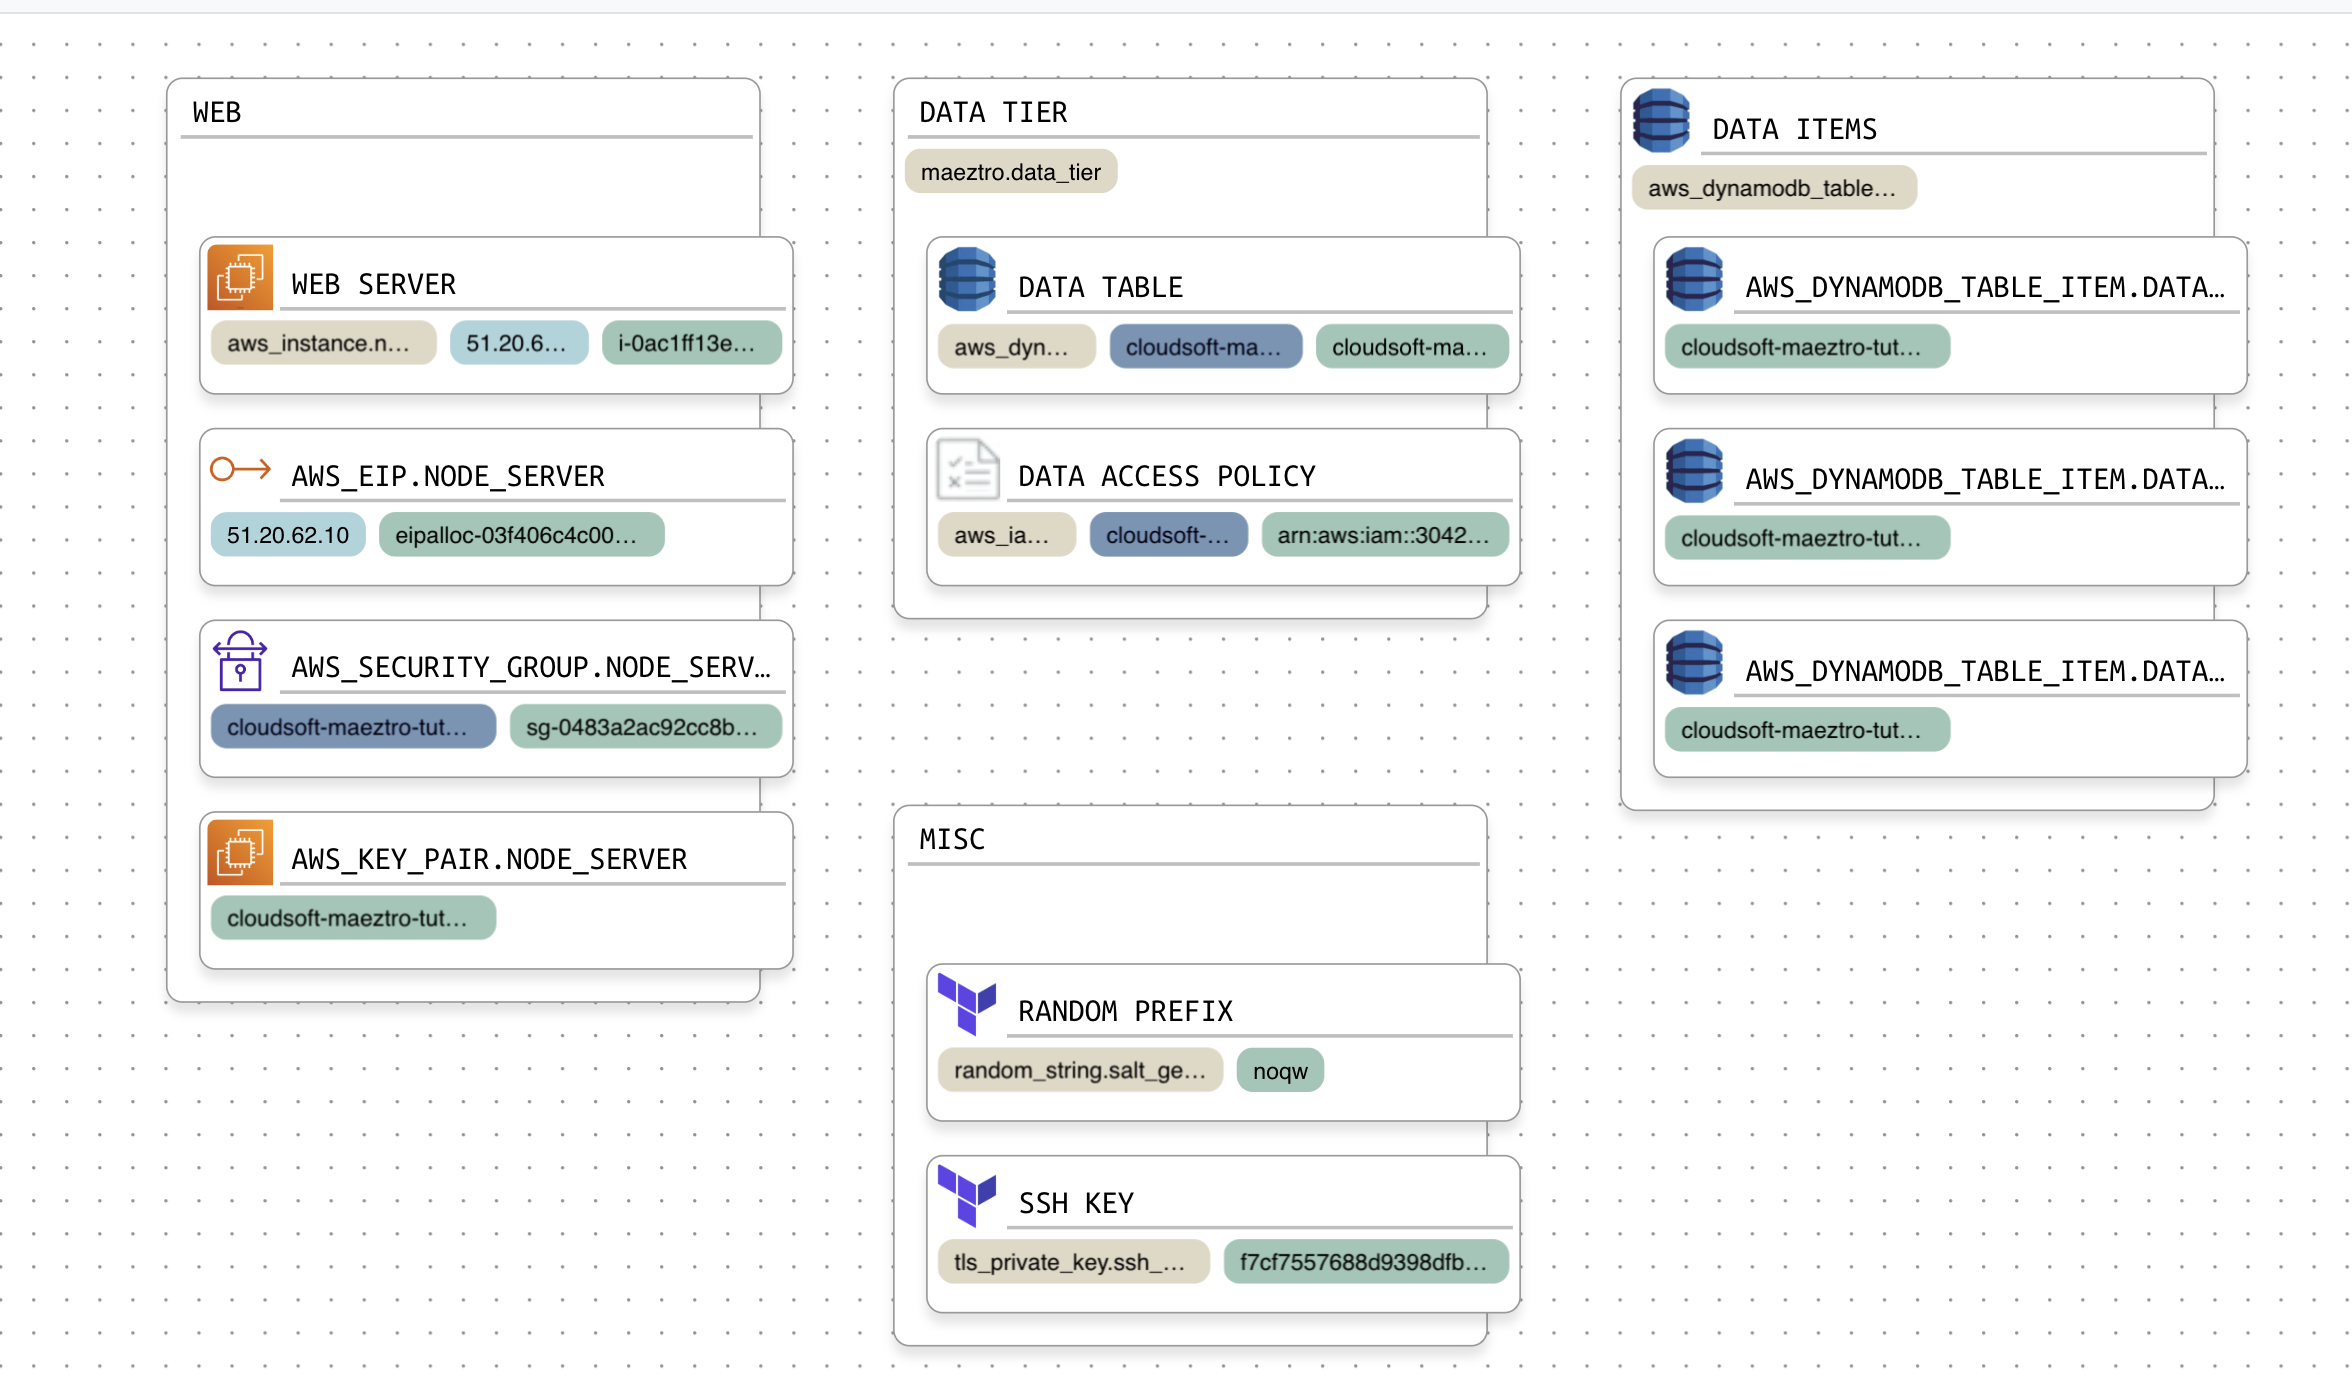 WEB
WEB SERVER
aws_instance.n... 51.20.6... i-0ac1ff13e...
AWS_EIP.NODE_SERVER
51.20.62.10 eipalloc-03f406c4c00...
AWS_SECURITY_GROUP.NODE_SERV…
cloudsoft-maeztro-tut... sg-0483a2ac92cc8b...
AWS_KEY_PAIR.NODE_SERVER
cloudsoft-maeztro-tut...
DATA TIER
maeztro.data_tier
DATA TABLE
aws_dyn... cloudsoft-ma... cloudsoft-ma...
DATA ACCESS POLICY
aws_ia... cloudsoft-... arn:aws:iam::3042...
MISC
RANDOM PREFIX
random_string.salt_ge... noqw
SSH KEY
tls_private_key.ssh_... f7cf7557688d9398dfb...
DATA ITEMS
aws_dynamodb_table...
AWS_DYNAMODB_TABLE_ITEM.DATA…
cloudsoft-maeztro-tut...
AWS_DYNAMODB_TABLE_ITEM.DATA…
cloudsoft-maeztro-tut...
AWS_DYNAMODB_TABLE_ITEM.DATA…
cloudsoft-maeztro-tut...